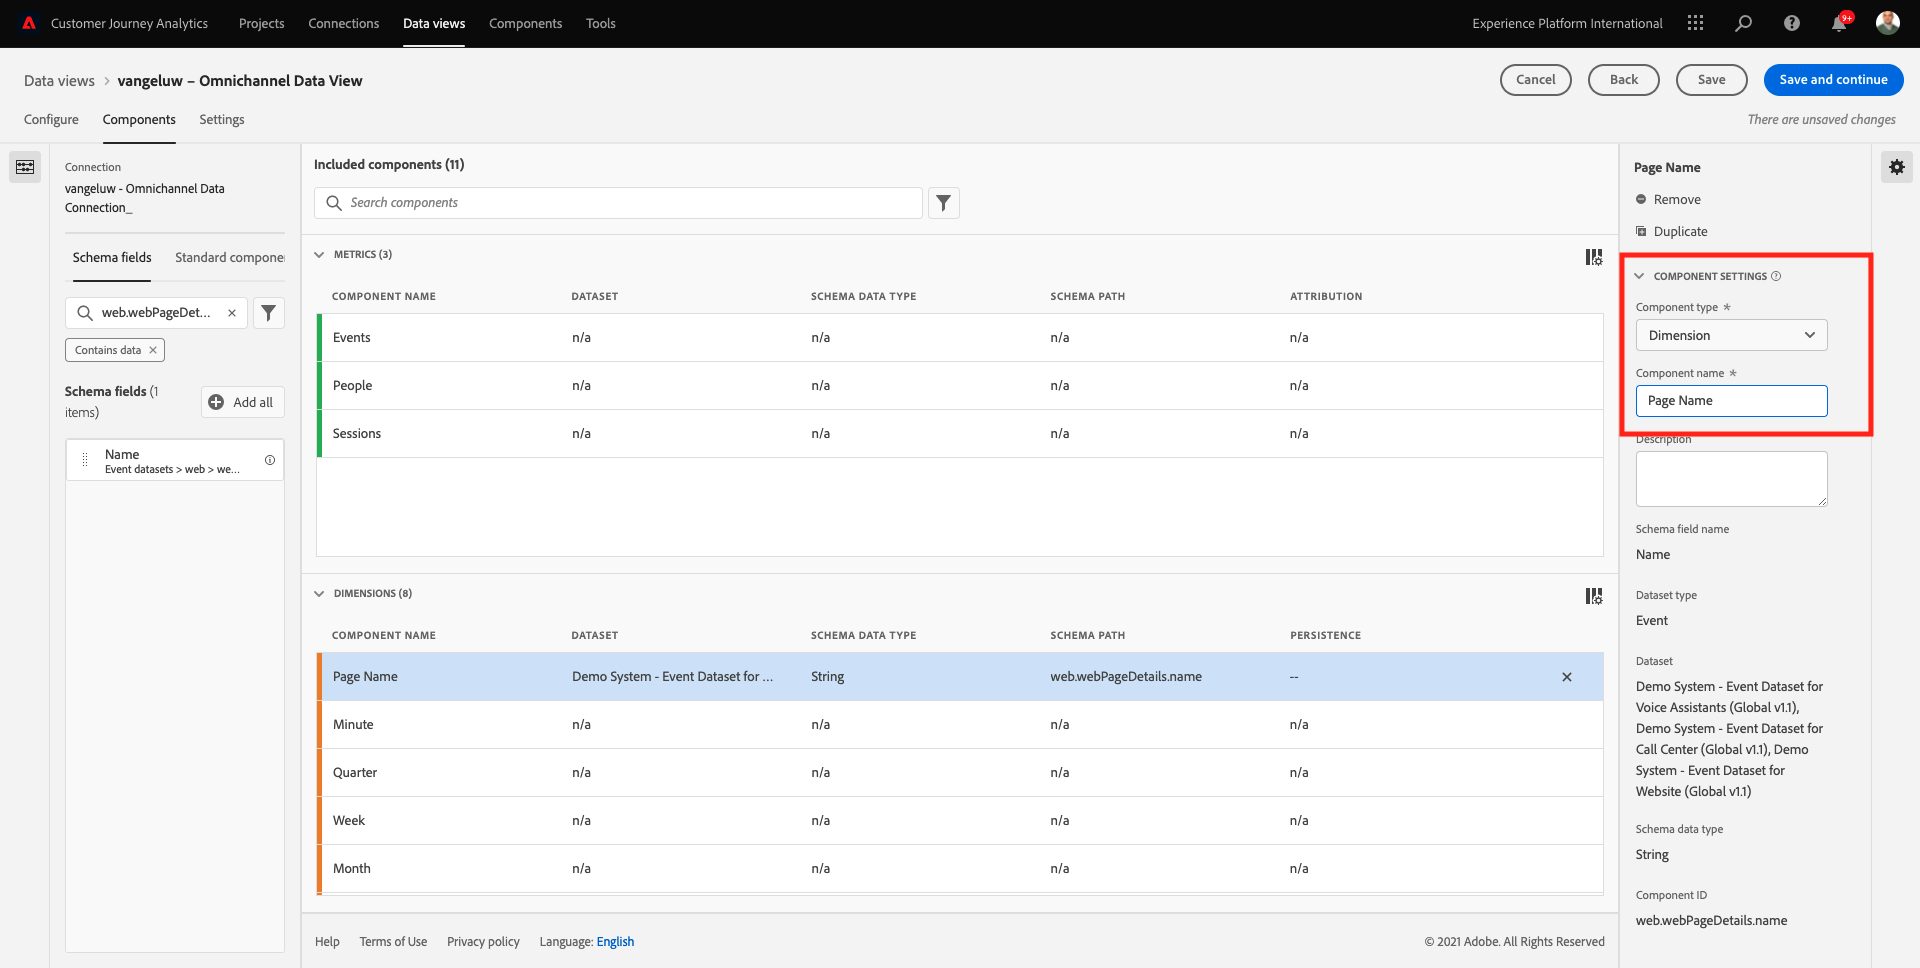 Customer Journey Analytics Projects Connections Data views Components Tools Experience Platform International 9+
Data views > vangeluw – Omnichannel Data View Cancel Back Save Save and continue
Configure Components Settings There are unsaved changes
Connection
vangeluw - Omnichannel Data
Connection_
Schema fields Standard compone
web.webPageDet...
Contains data
Schema fields (1
items)
Add all
Name
Event datasets > web > we...
Included components (11)
Search components
METRICS (3)
COMPONENT NAME DATASET SCHEMA DATA TYPE SCHEMA PATH ATTRIBUTION
Events n/a n/a n/a n/a
People n/a n/a n/a n/a
Sessions n/a n/a n/a n/a
DIMENSIONS (8)
COMPONENT NAME DATASET SCHEMA DATA TYPE SCHEMA PATH PERSISTENCE
Page Name Demo System - Event Dataset for ... String web.webPageDetails.name --
Minute n/a n/a n/a n/a
Quarter n/a n/a n/a n/a
Week n/a n/a n/a n/a
Month n/a n/a n/a n/a
Help Terms of Use Privacy policy Language: English © 2021 Adobe. All Rights Reserved
Page Name
Remove
Duplicate
COMPONENT SETTINGS
Component type *
Dimension
Component name *
Page Name
Description
Schema field name
Name
Dataset type
Event
Dataset
Demo System - Event Dataset for
Voice Assistants (Global v1.1),
Demo System - Event Dataset for
Call Center (Global v1.1), Demo
System - Event Dataset for
Website (Global v1.1)
Schema data type
String
Component ID
web.webPageDetails.name